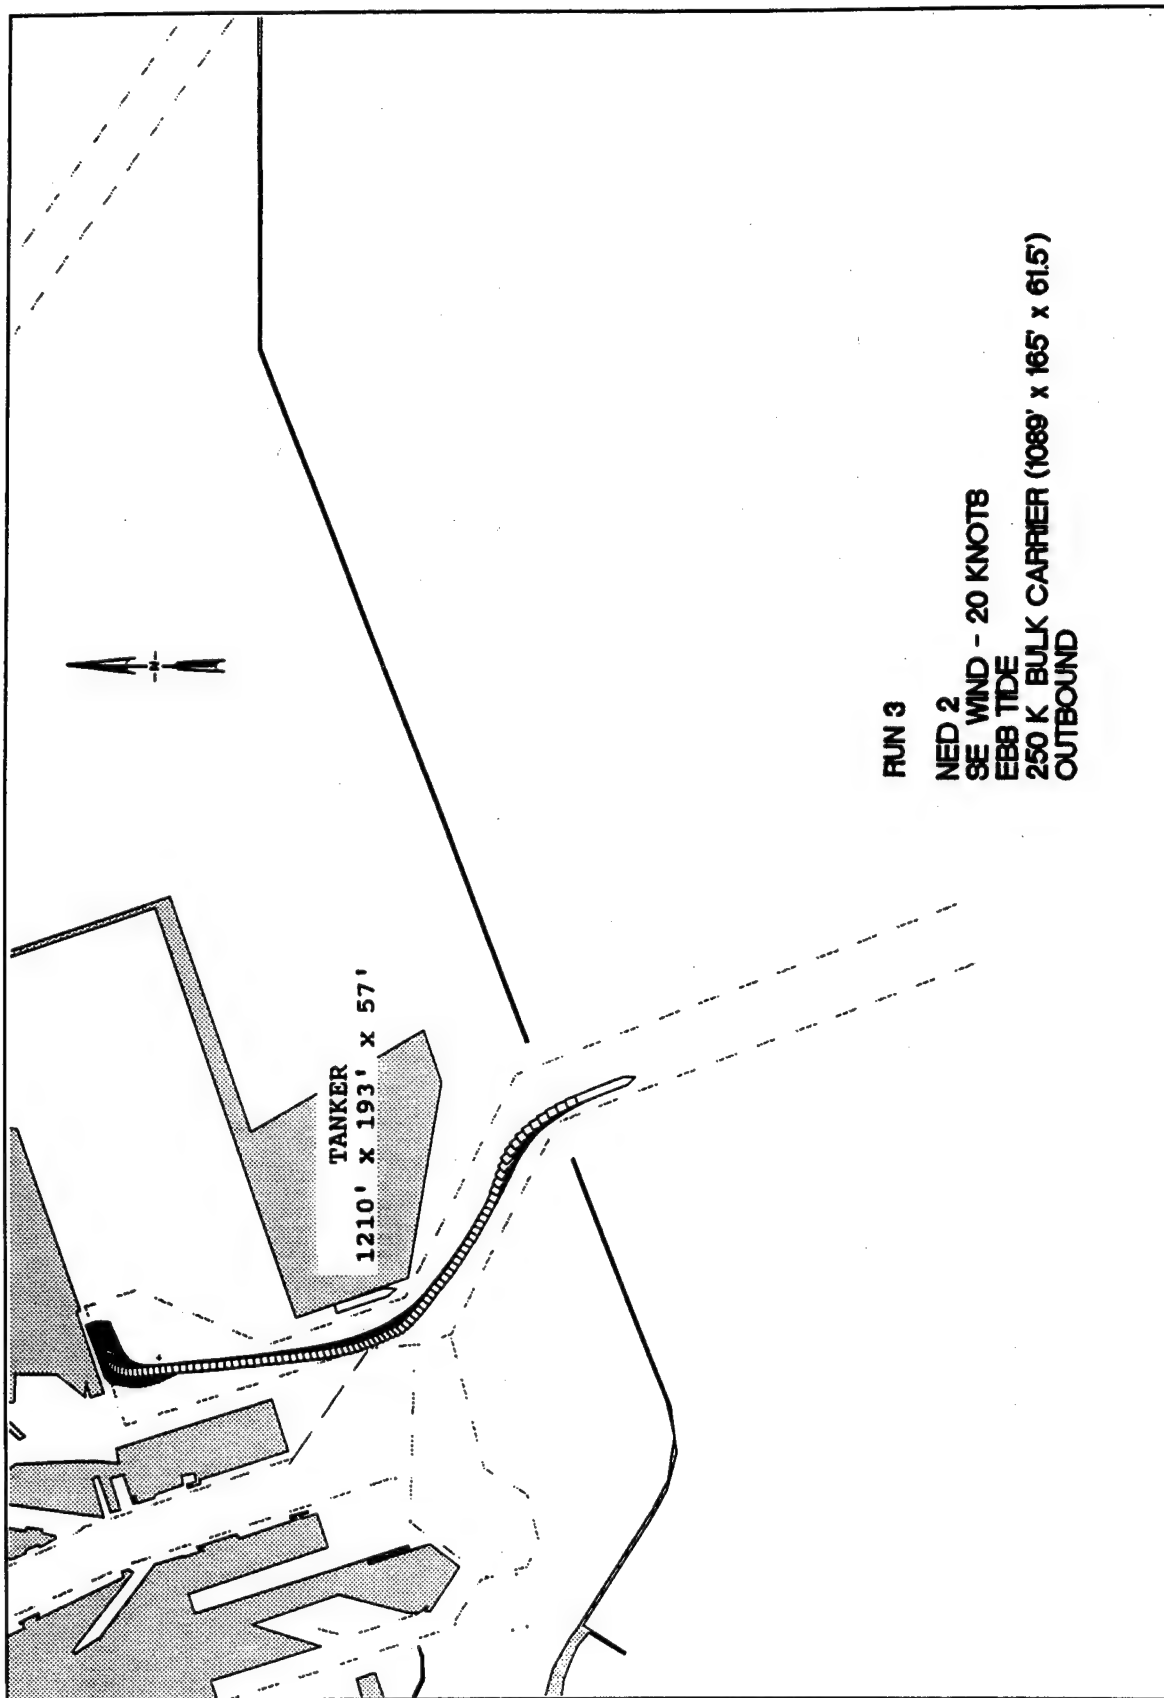 N
TANKER
1210' X 193' X 57'
RUN 3
NED 2
SE WIND - 20 KNOTS
EBB TIDE
250 K BULK CARRIER (1089' x 165' x 61.5')
OUTBOUND